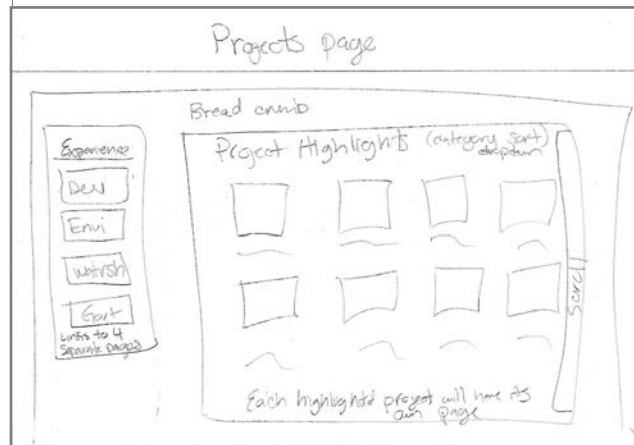 Projects page
Bread crumb
Experience
Dev
Envi
Wtrsh
Govt
Links to 4
Separate pages
Project Highlights (category sort)
dropdown
Scroll
Each highlighted project will have its
own page